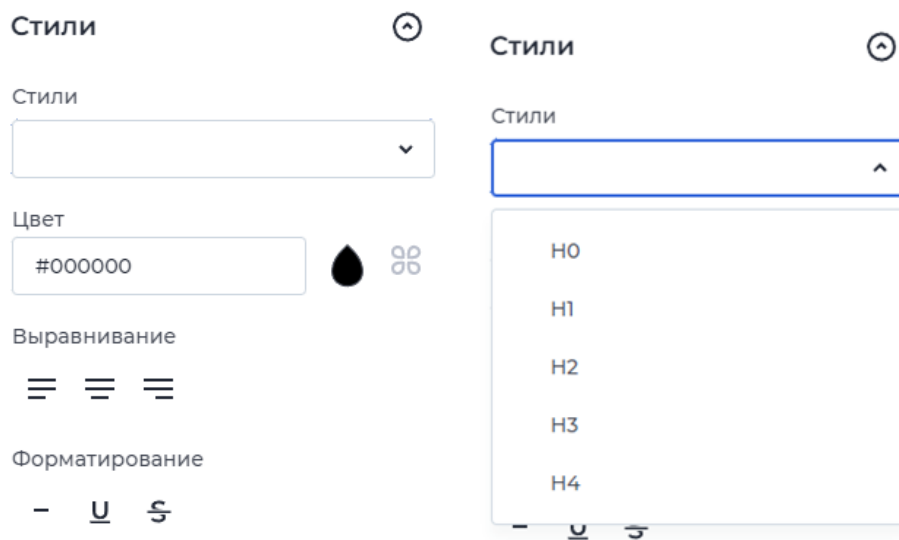 Стили
Стили
Цвет
#000000
Выравнивание
Форматирование
– U S
Стили
Стили
H0
H1
H2
H3
H4
– U S